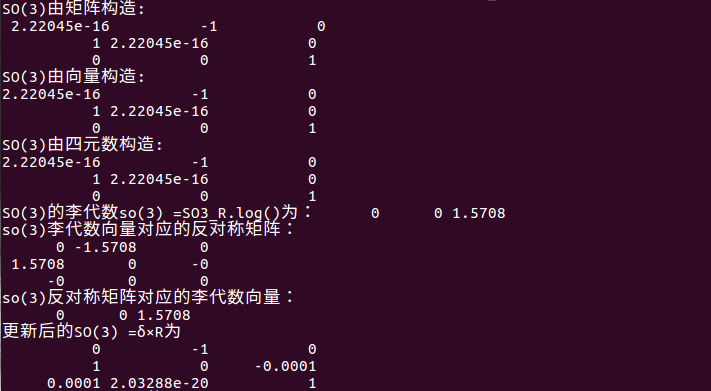 SO(3)由矩阵构造:
2.22045e-16 -1 0
1 2.22045e-16 0
0 0 1
SO(3)由向量构造:
2.22045e-16 -1 0
1 2.22045e-16 0
0 0 1
SO(3)由四元数构造:
2.22045e-16 -1 0
1 2.22045e-16 0
0 0 1
SO(3)的李代数so(3) =SO3_R.log()为： 0 0 1.5708
so(3)李代数向量对应的反对称矩阵：
0 -1.5708 0
1.5708 0 -0
-0 0 0
so(3)反对称矩阵对应的李代数向量：
0 0 1.5708
更新后的SO(3) =δ×R为
0 -1 0
1 0 -0.0001
0.0001 2.03288e-20 1